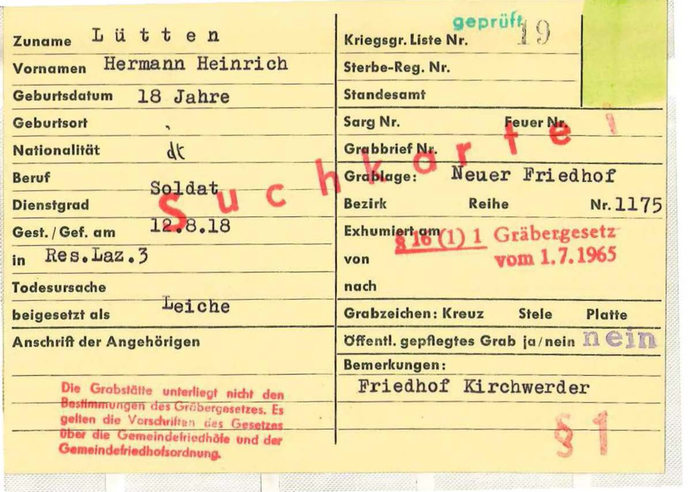 Zuname Lütten
Vornamen Hermann Heinrich
Geburtsdatum 18 Jahre
Geburtsort
Nationalität dt
Beruf Soldat
Dienstgrad
Gest. / Gef. am 12.8.18
in Res.Laz.3
Todesursache
beigesetzt als Leiche
Anschrift der Angehörigen
Die Grabstätte unterliegt nicht den
Bestimmungen des Gräbergesetzes. Es
gelten die Vorschriften des Gesetzes
über die Gemeindefriedhöfe und der
Gemeindefriedhofsordnung.
Suchkartei
geprüft
Kriegsgr. Liste Nr. 19
Sterbe-Reg. Nr.
Standesamt
Sarg Nr. Feuer Nr.
Grabbrief Nr.
Grablage: Neuer Friedhof
Bezirk Reihe Nr. 1175
Exhumiert am
§ 16 (1) 1 Gräbergesetz
von vom 1.7.1965
nach
Grabzeichen: Kreuz Stele Platte
Öffentl. gepflegtes Grab ja/nein nein
Bemerkungen:
Friedhof Kirchwerder
§ 1